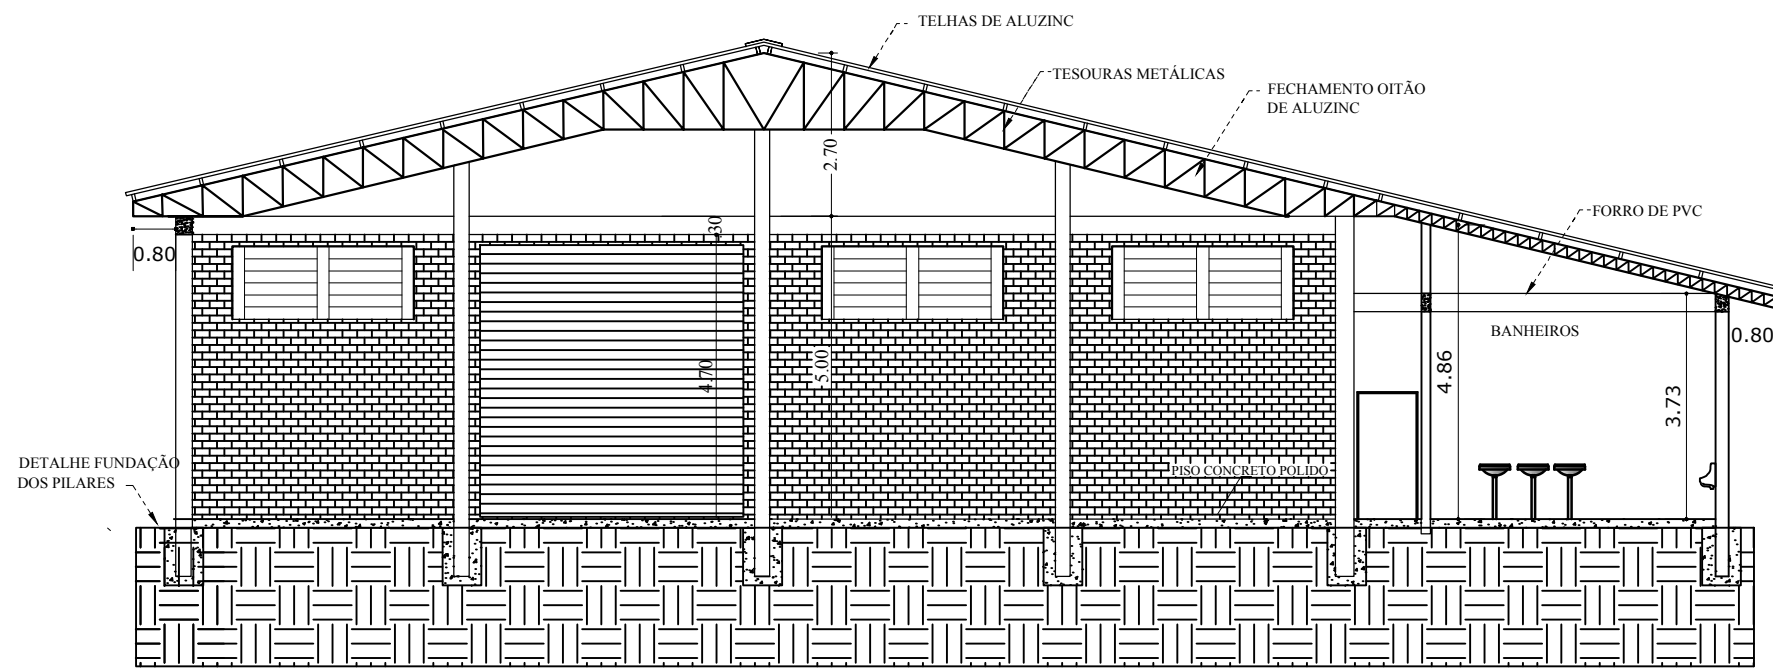 TELHAS DE ALUZINC
TESOURAS METÁLICAS
FECHAMENTO OITÃO
DE ALUZINC
2.70
FORRO DE PVC
.30
0.80
BANHEIROS
0.80
4.70
5.00
4.86
3.73
DETALHE FUNDAÇÃO
DOS PILARES
PISO CONCRETO POLIDO